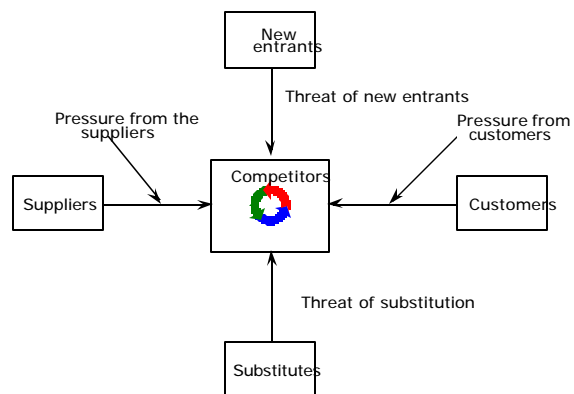 New
entrants
Threat of new entrants
Pressure from the
suppliers
Pressure from
customers
Competitors
Suppliers
Customers
Threat of substitution
Substitutes